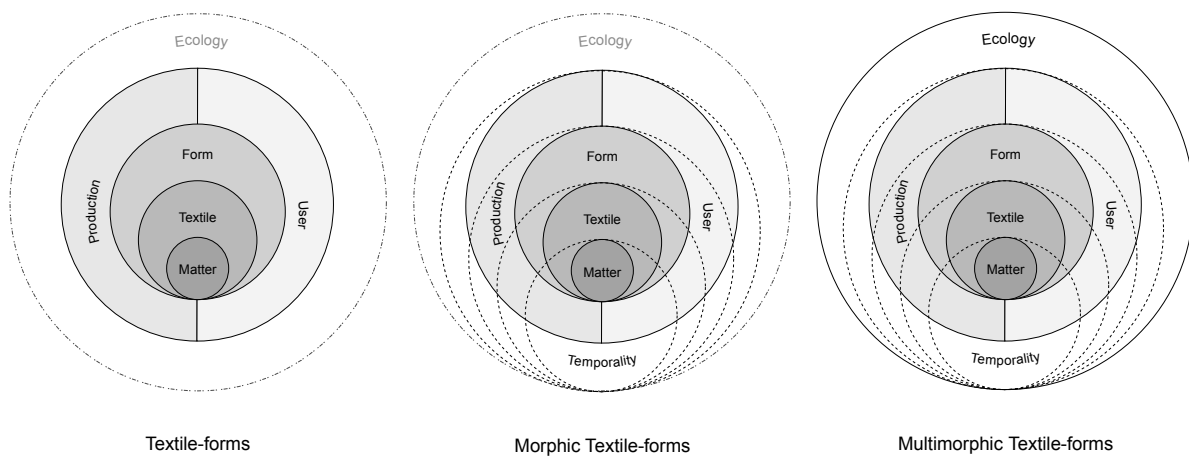 Ecology
Form
Production
User
Textile
Matter
Textile-forms
Ecology
Form
Production
User
Textile
Matter
Temporality
Morphic Textile-forms
Ecology
Form
Production
User
Textile
Matter
Temporality
Multimorphic Textile-forms